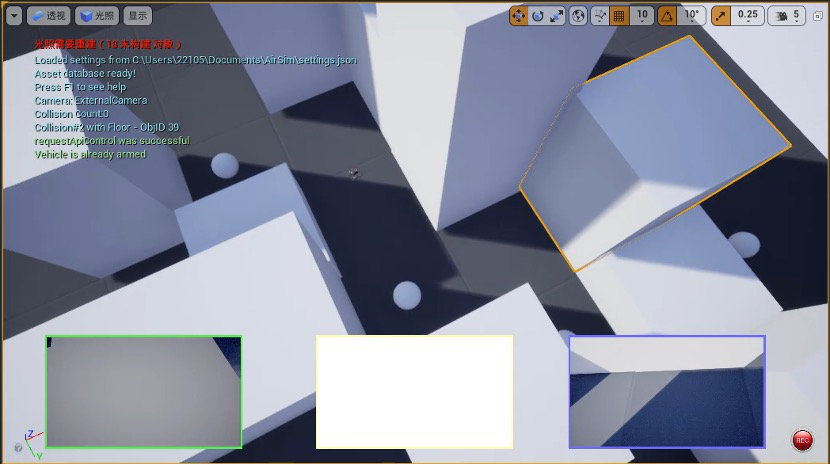 透视 光照 显示 10 10° 0.25 5
光照需要重建 ( 18 未构建 对象 )
Loaded settings from C:\Users\22105\Documents\AirSim\settings.json
Asset database ready!
Press F1 to see help
Camera: ExternalCamera
Collision Count:0
Collision#2 with Floor - ObjID 39
requestApiControl was successful
Vehicle is already armed
Z
Y
REC